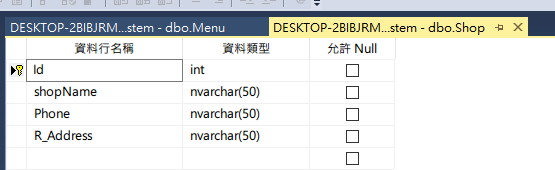 DESKTOP-2BIBJRM...stem - dbo.Menu
DESKTOP-2BIBJRM...stem - dbo.Shop
資料行名稱 資料類型 允許 Null
Id int
shopName nvarchar(50)
Phone nvarchar(50)
R_Address nvarchar(50)